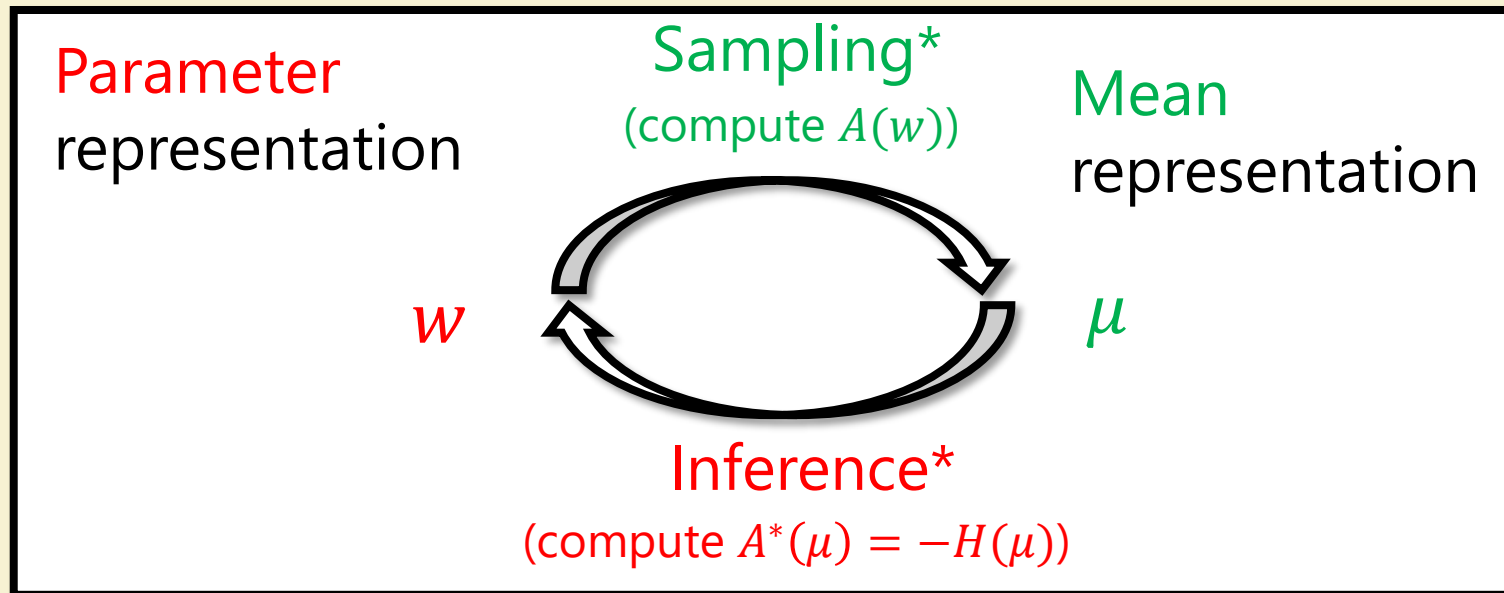 Parameter
representation
Sampling*
(compute A(w))
Mean
representation
w
μ
Inference*
(compute A*(μ) = −H(μ))